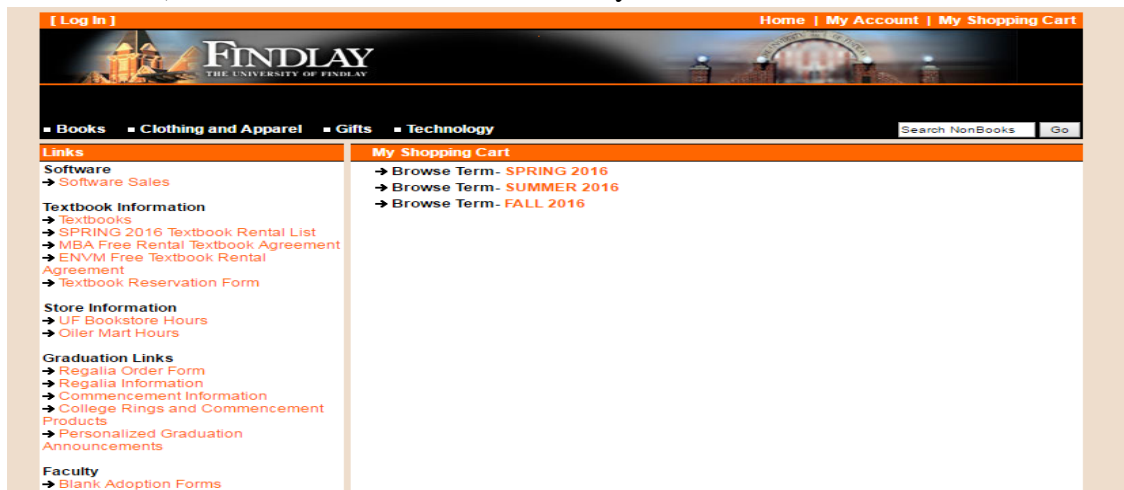 [ Log In ]
Home | My Account | My Shopping Cart
FINDLAY
THE UNIVERSITY OF FINDLAY
Books
Clothing and Apparel
Gifts
Technology
Search NonBooks
Go
Links
Software
Software Sales
Textbook Information
Textbooks
SPRING 2016 Textbook Rental List
MBA Free Rental Textbook Agreement
ENVM Free Textbook Rental
Agreement
Textbook Reservation Form
Store Information
UF Bookstore Hours
Oiler Mart Hours
Graduation Links
Regalia Order Form
Regalia Information
Commencement Information
College Rings and Commencement
Products
Personalized Graduation
Announcements
Faculty
Blank Adoption Forms
My Shopping Cart
Browse Term- SPRING 2016
Browse Term- SUMMER 2016
Browse Term- FALL 2016